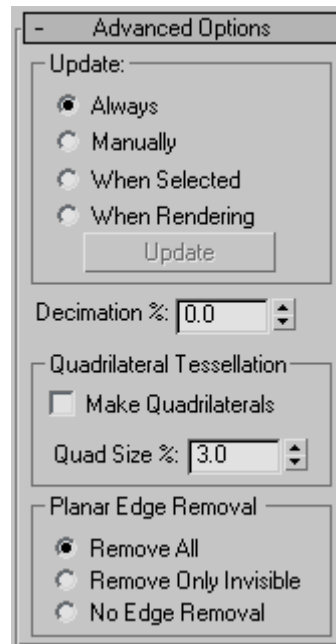 - Advanced Options
Update:
Always
Manually
When Selected
When Rendering
Update
Decimation %: 0.0
Quadrilateral Tessellation
Make Quadrilaterals
Quad Size %: 3.0
Planar Edge Removal
Remove All
Remove Only Invisible
No Edge Removal